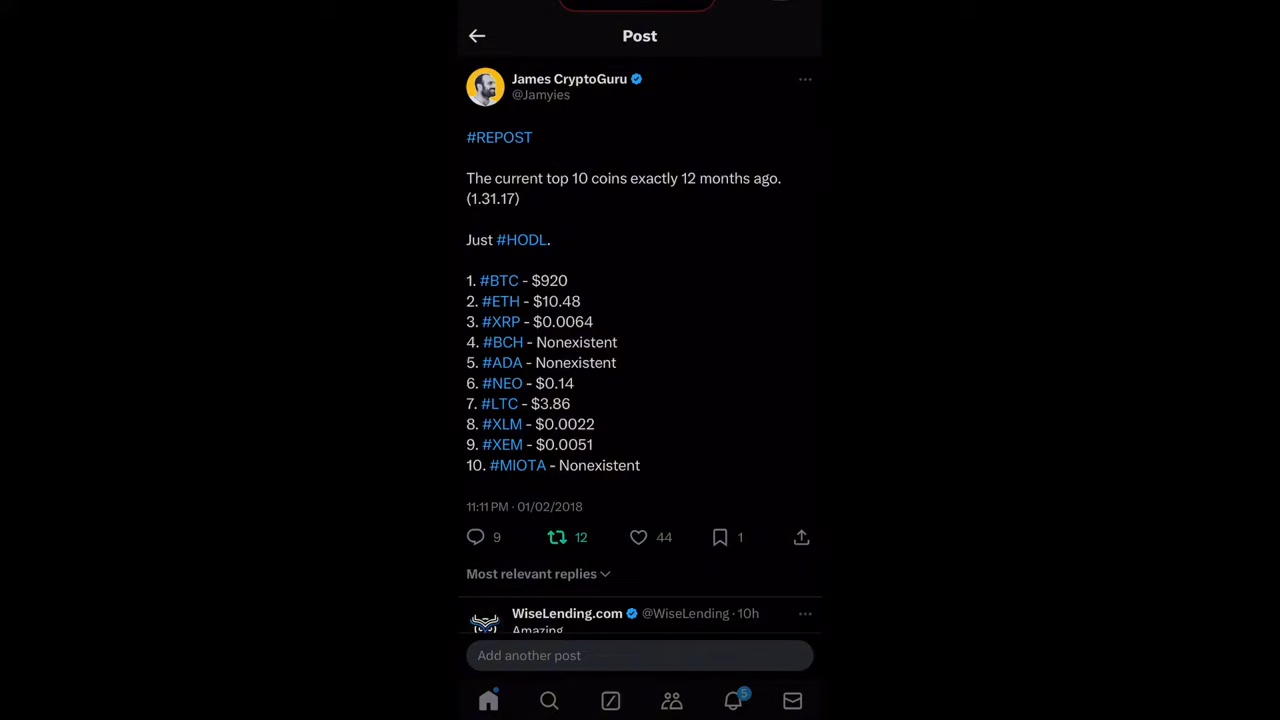 Post
James CryptoGuru
@Jamyies
#REPOST
The current top 10 coins exactly 12 months ago.
(1.31.17)
Just #HODL.
1. #BTC - $920
2. #ETH - $10.48
3. #XRP - $0.0064
4. #BCH - Nonexistent
5. #ADA - Nonexistent
6. #NEO - $0.14
7. #LTC - $3.86
8. #XLM - $0.0022
9. #XEM - $0.0051
10. #MIOTA - Nonexistent
11:11 PM · 01/02/2018
9 12 44 1
Most relevant replies
WiseLending.com @WiseLending · 10h
Amazing
Add another post
5